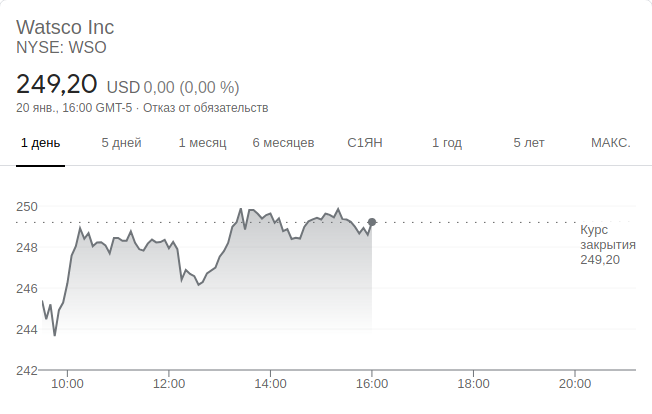 Watsco Inc
NYSE: WSO
249,20 USD 0,00 (0,00 %)
20 янв., 16:00 GMT-5 · Отказ от обязательств
1 день 5 дней 1 месяц 6 месяцев С1ЯН 1 год 5 лет МАКС.
250
248
246
244
242
Курс
закрытия
249,20
10:00 12:00 14:00 16:00 18:00 20:00